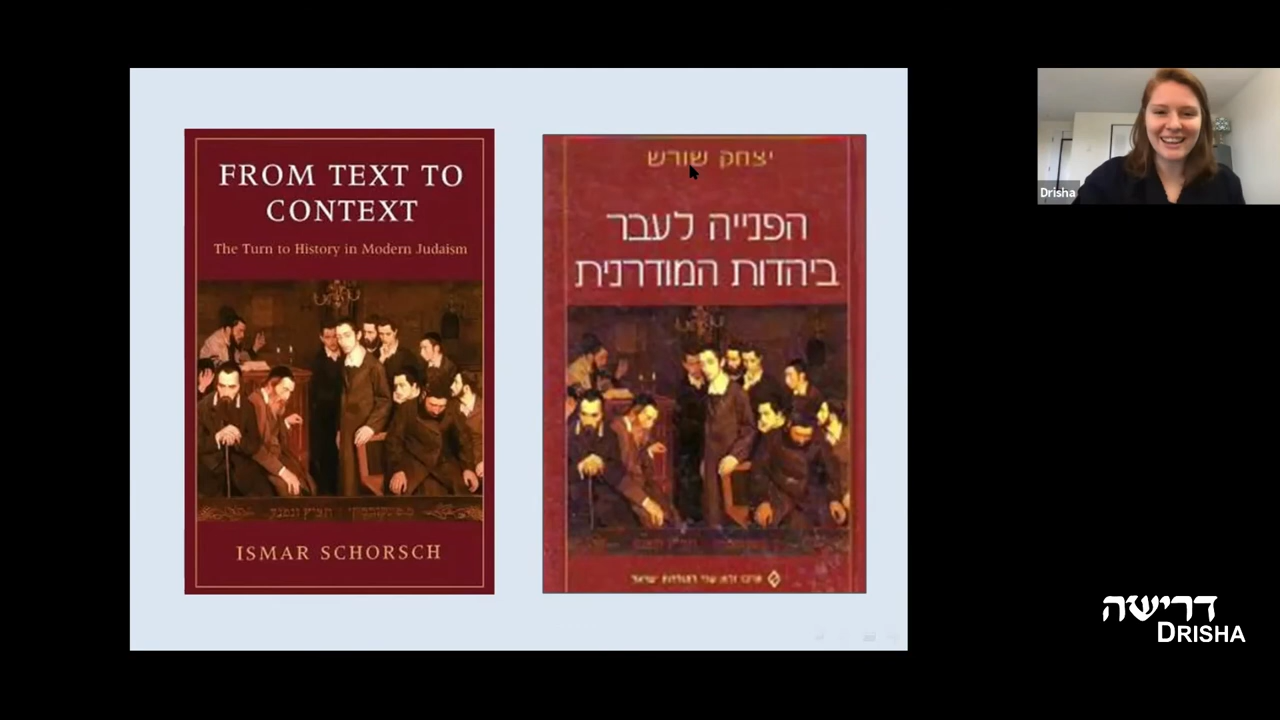 FROM TEXT TO
CONTEXT
The Turn to History in Modern Judaism
ISMAR SCHORSCH
יצחק שורש
הפנייה לעבר
ביהדות המודרנית
Drisha
דרישה
DRISHA